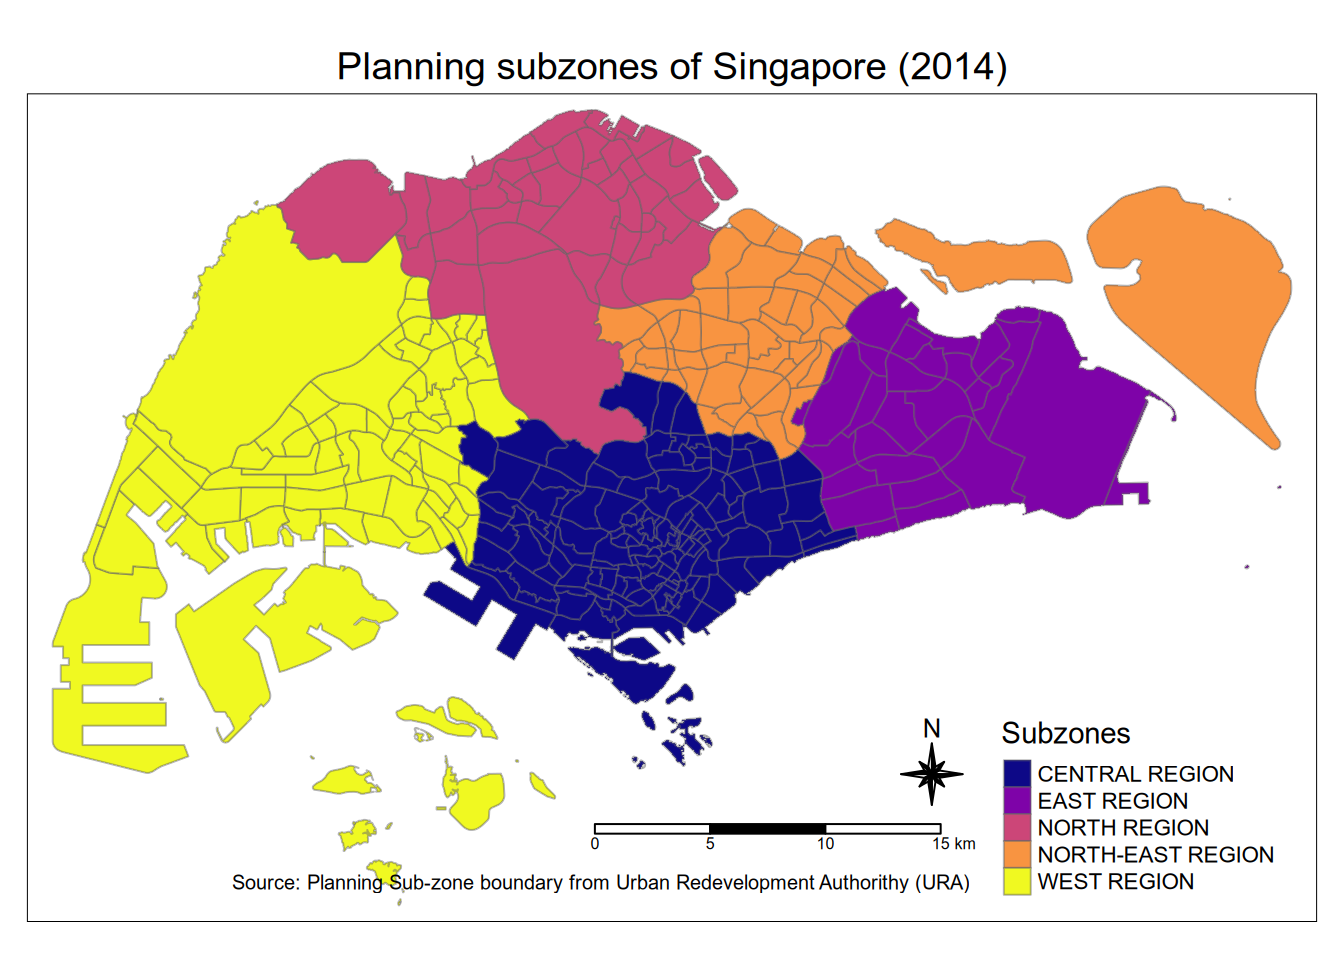 Planning subzones of Singapore (2014)
N
Subzones
CENTRAL REGION
EAST REGION
NORTH REGION
NORTH-EAST REGION
WEST REGION
0 5 10 15 km
Source: Planning Sub-zone boundary from Urban Redevelopment Authorithy (URA)